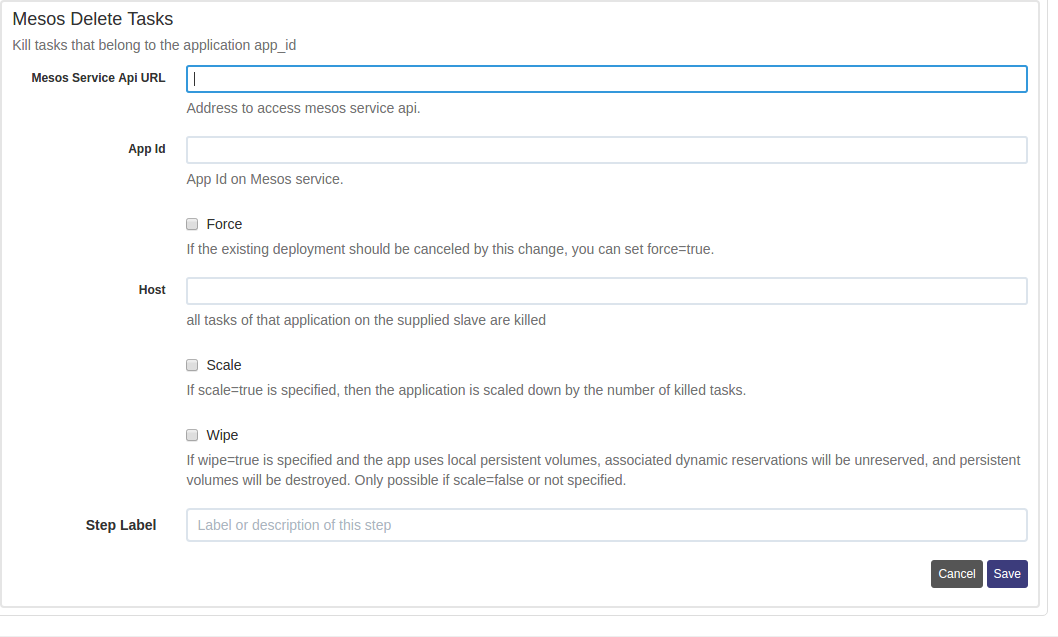 Mesos Delete Tasks
Kill tasks that belong to the application app_id
Mesos Service Api URL
Address to access mesos service api.
App Id
App Id on Mesos service.
Force
If the existing deployment should be canceled by this change, you can set force=true.
Host
all tasks of that application on the supplied slave are killed
Scale
If scale=true is specified, then the application is scaled down by the number of killed tasks.
Wipe
If wipe=true is specified and the app uses local persistent volumes, associated dynamic reservations will be unreserved, and persistent
volumes will be destroyed. Only possible if scale=false or not specified.
Step Label
Label or description of this step
Cancel Save